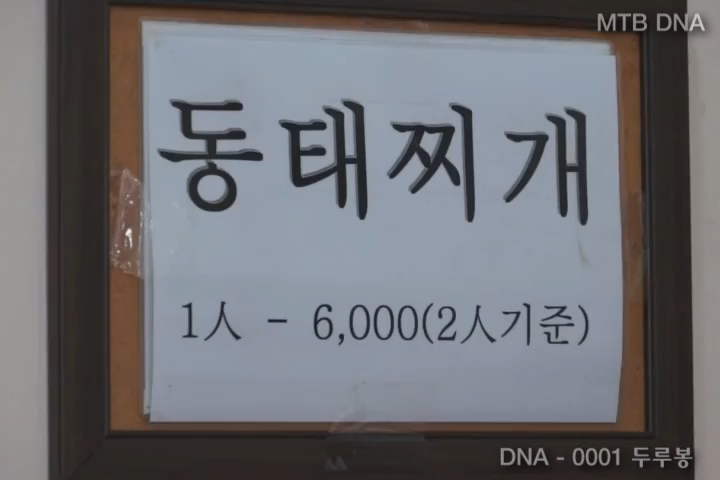 MTB DNA
동태찌개
1人 - 6,000(2人기준)
DNA - 0001 두루봉